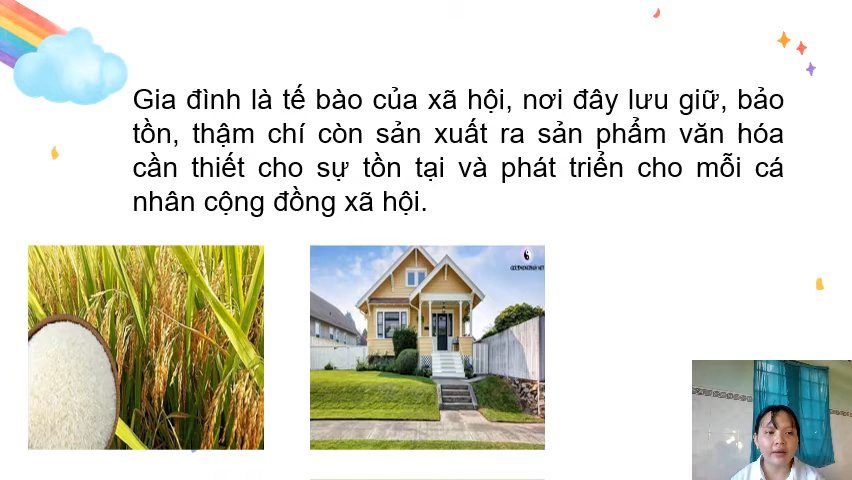 Gia đình là tế bào của xã hội, nơi đây lưu giữ, bảo
tồn, thậm chí còn sản xuất ra sản phẩm văn hóa
cần thiết cho sự tồn tại và phát triển cho mỗi cá
nhân cộng đồng xã hội.